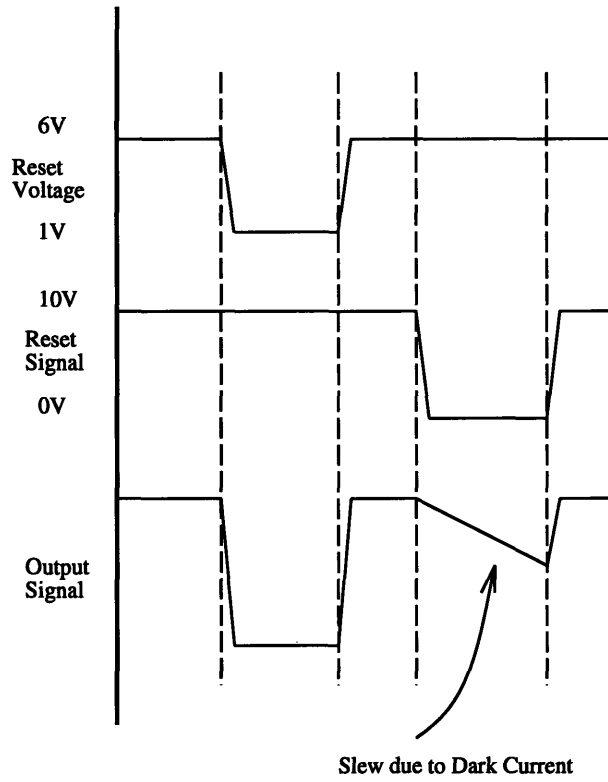 6V
Reset
Voltage
1V
10V
Reset
Signal
0V
Output
Signal
Slew due to Dark Current